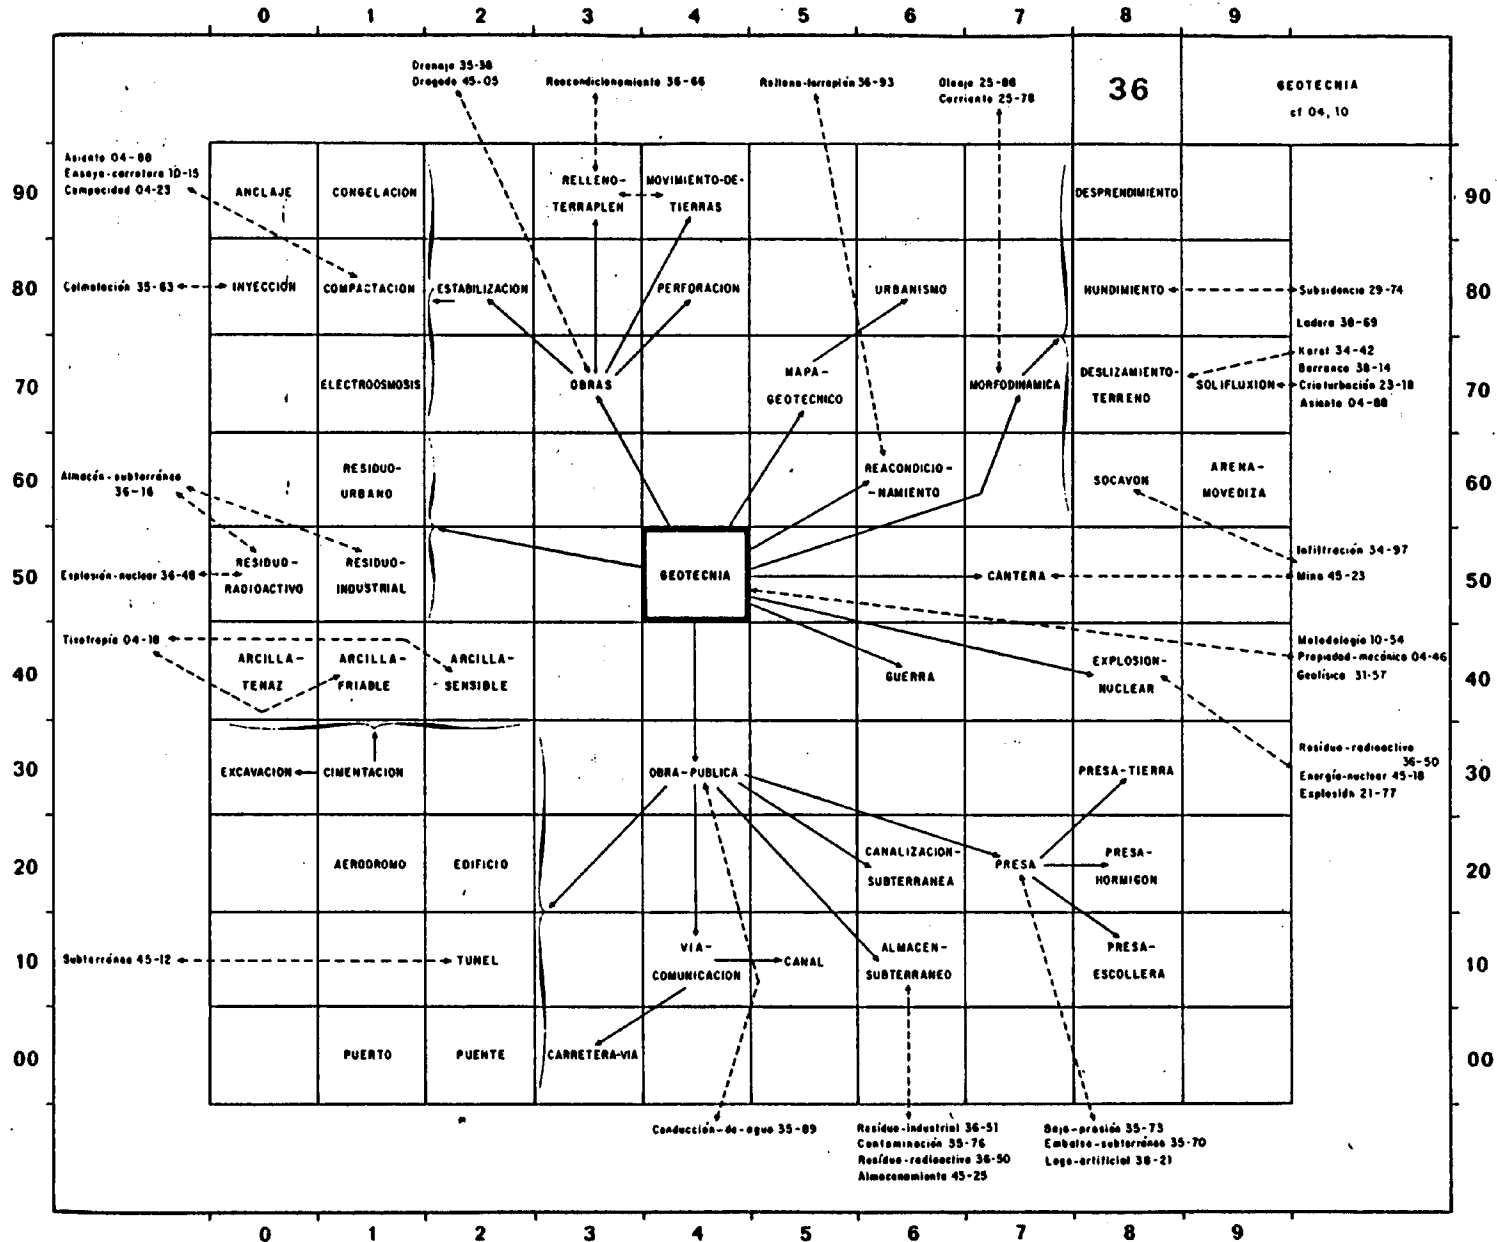 0 1 2 3 4 5 6 7 8 9
Drenaje 35-38
Dragado 45-05
Reacondicionamiento 36-66
Relleno-terraplén 36-93
Oleaje 25-86
Corriente 25-78
36
GEOTECNIA
cf 04, 10
Asiento 04-88
Ensayo-carretera 10-15
Compacidad 04-23
90
ANCLAJE
CONGELACION
RELLENO-
TERRAPLEN
MOVIMIENTO-DE-
TIERRAS
DESPRENDIMIENTO
90
80
Colmatación 35-63
INYECCION
COMPACTACION
ESTABILIZACION
PERFORACION
URBANISMO
HUNDIMIENTO
Subsidencia 29-74
80
Ladera 38-69
70
ELECTROOSMOSIS
OBRAS
MAPA-
GEOTECNICO
MORFODINAMICA
DESLIZAMIENTO-
TERRENO
SOLIFLUXION
Karst 34-42
Barranco 38-14
Crioturbación 23-18
Asiento 04-88
70
60
Almacén-subterráneo
36-16
RESIDUO-
URBANO
REACONDICIO-
-NAMIENTO
SOCAVON
ARENA-
MOVEDIZA
60
50
Explosión-nuclear 36-48
RESIDUO-
RADIOACTIVO
RESIDUO-
INDUSTRIAL
GEOTECNIA
CANTERA
Infiltración 34-97
Mina 45-23
50
40
Tixotropía 04-18
ARCILLA-
TENAZ
ARCILLA-
FRIABLE
ARCILLA-
SENSIBLE
GUERRA
EXPLOSION-
NUCLEAR
Metodología 10-54
Propiedad-mecánica 04-46
Geofísica 31-57
40
30
EXCAVACION
CIMENTACION
OBRA-PUBLICA
PRESA-TIERRA
Residuo-radioactivo
36-50
Energía-nuclear 45-18
Explosión 21-77
30
20
AERODROMO
EDIFICIO
CANALIZACION-
SUBTERRANEA
PRESA
PRESA-
HORMIGON
20
10
Subterráneo 45-12
TUNEL
VIA-
COMUNICACION
CANAL
ALMACEN-
SUBTERRANEO
PRESA-
ESCOLLERA
10
00
PUERTO
PUENTE
CARRETERA-VIA
00
Conducción-de-agua 35-89
Residuo-industrial 36-51
Contaminación 35-76
Residuo-radioactivo 36-50
Almacenamiento 45-25
Baja-presión 35-73
Embalse-subterráneo 35-70
Lago-artificial 38-21
0 1 2 3 4 5 6 7 8 9